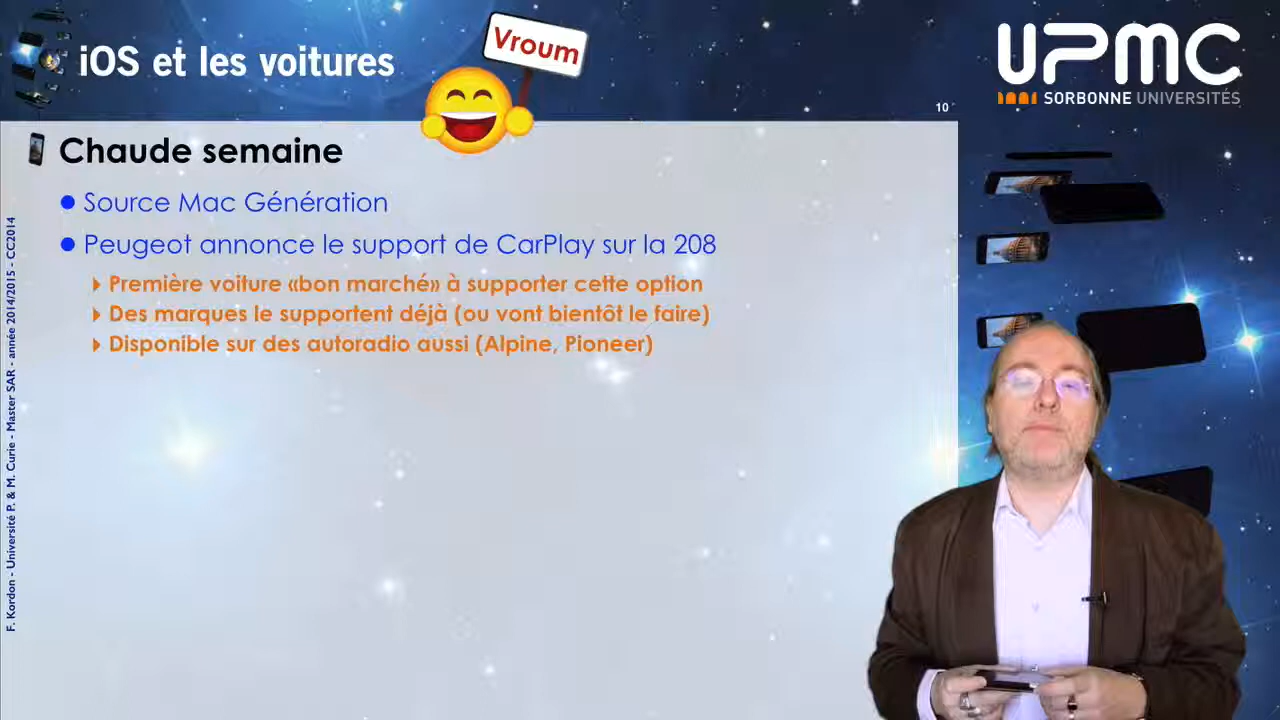 iOS et les voitures
Vroum
UPMC
SORBONNE UNIVERSITÉS
10
Chaude semaine
Source Mac Génération
Peugeot annonce le support de CarPlay sur la 208
Première voiture «bon marché» à supporter cette option
Des marques le supportent déjà (ou vont bientôt le faire)
Disponible sur des autoradio aussi (Alpine, Pioneer)
F. Kordon - Université P. & M. Curie - Master SAR - année 2014/2015 - CC2014